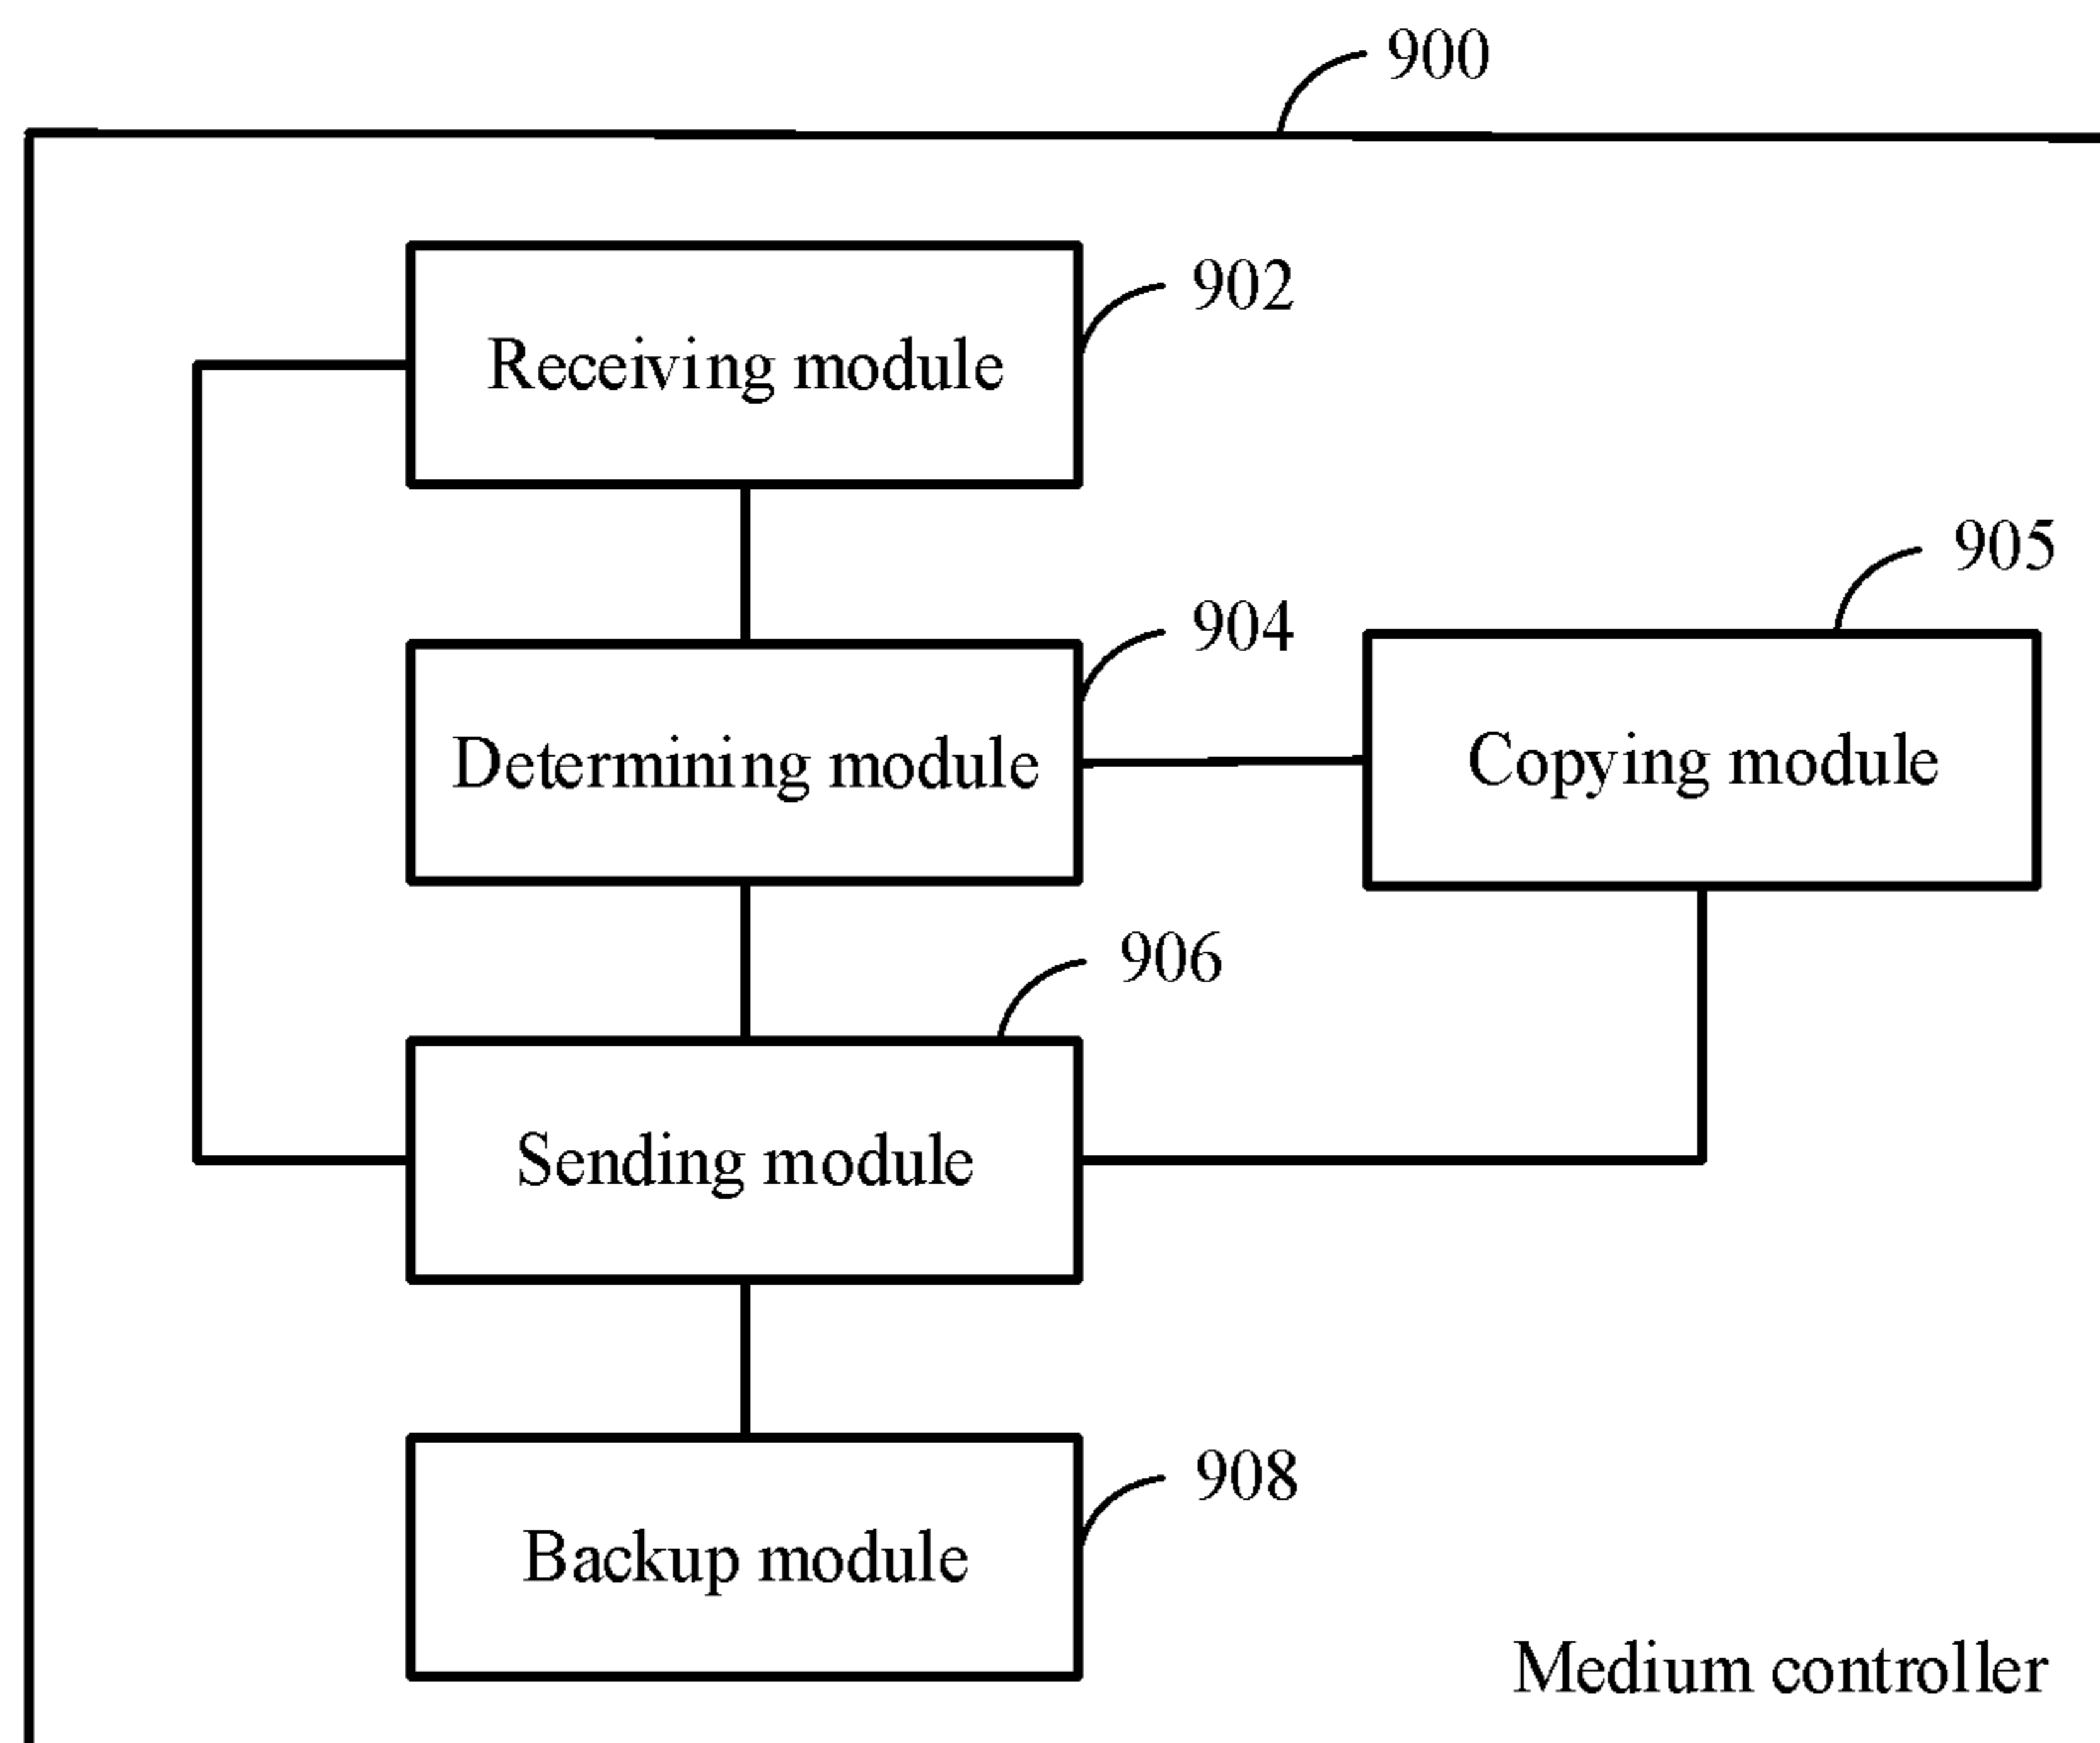 900
902
Receiving module
905
904
Determining module
Copying module
906
Sending module
908
Backup module
Medium controller